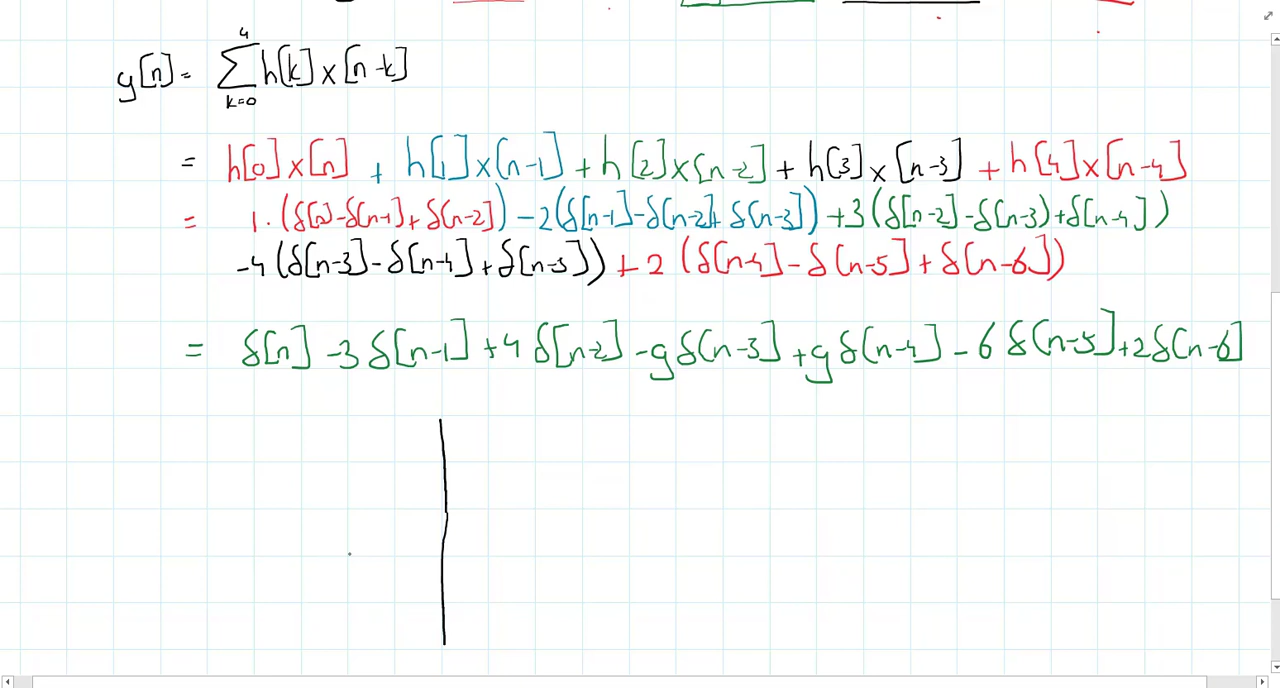 y[n] = ∑_{k=0}^{4} h[k] x[n-k]
= h[0] x[n] + h[1] x[n-1] + h[2] x[n-2] + h[3] x[n-3] + h[4] x[n-4]
= 1·(δ[n] - δ[n-1] + δ[n-2]) - 2(δ[n-1] - δ[n-2] + δ[n-3]) + 3(δ[n-2] - δ[n-3] + δ[n-4])
-4(δ[n-3] - δ[n-4] + δ[n-5]) + 2(δ[n-4] - δ[n-5] + δ[n-6])
= δ[n] - 3δ[n-1] + 4δ[n-2] - 9δ[n-3] + 9δ[n-4] - 6δ[n-5] + 2δ[n-6]